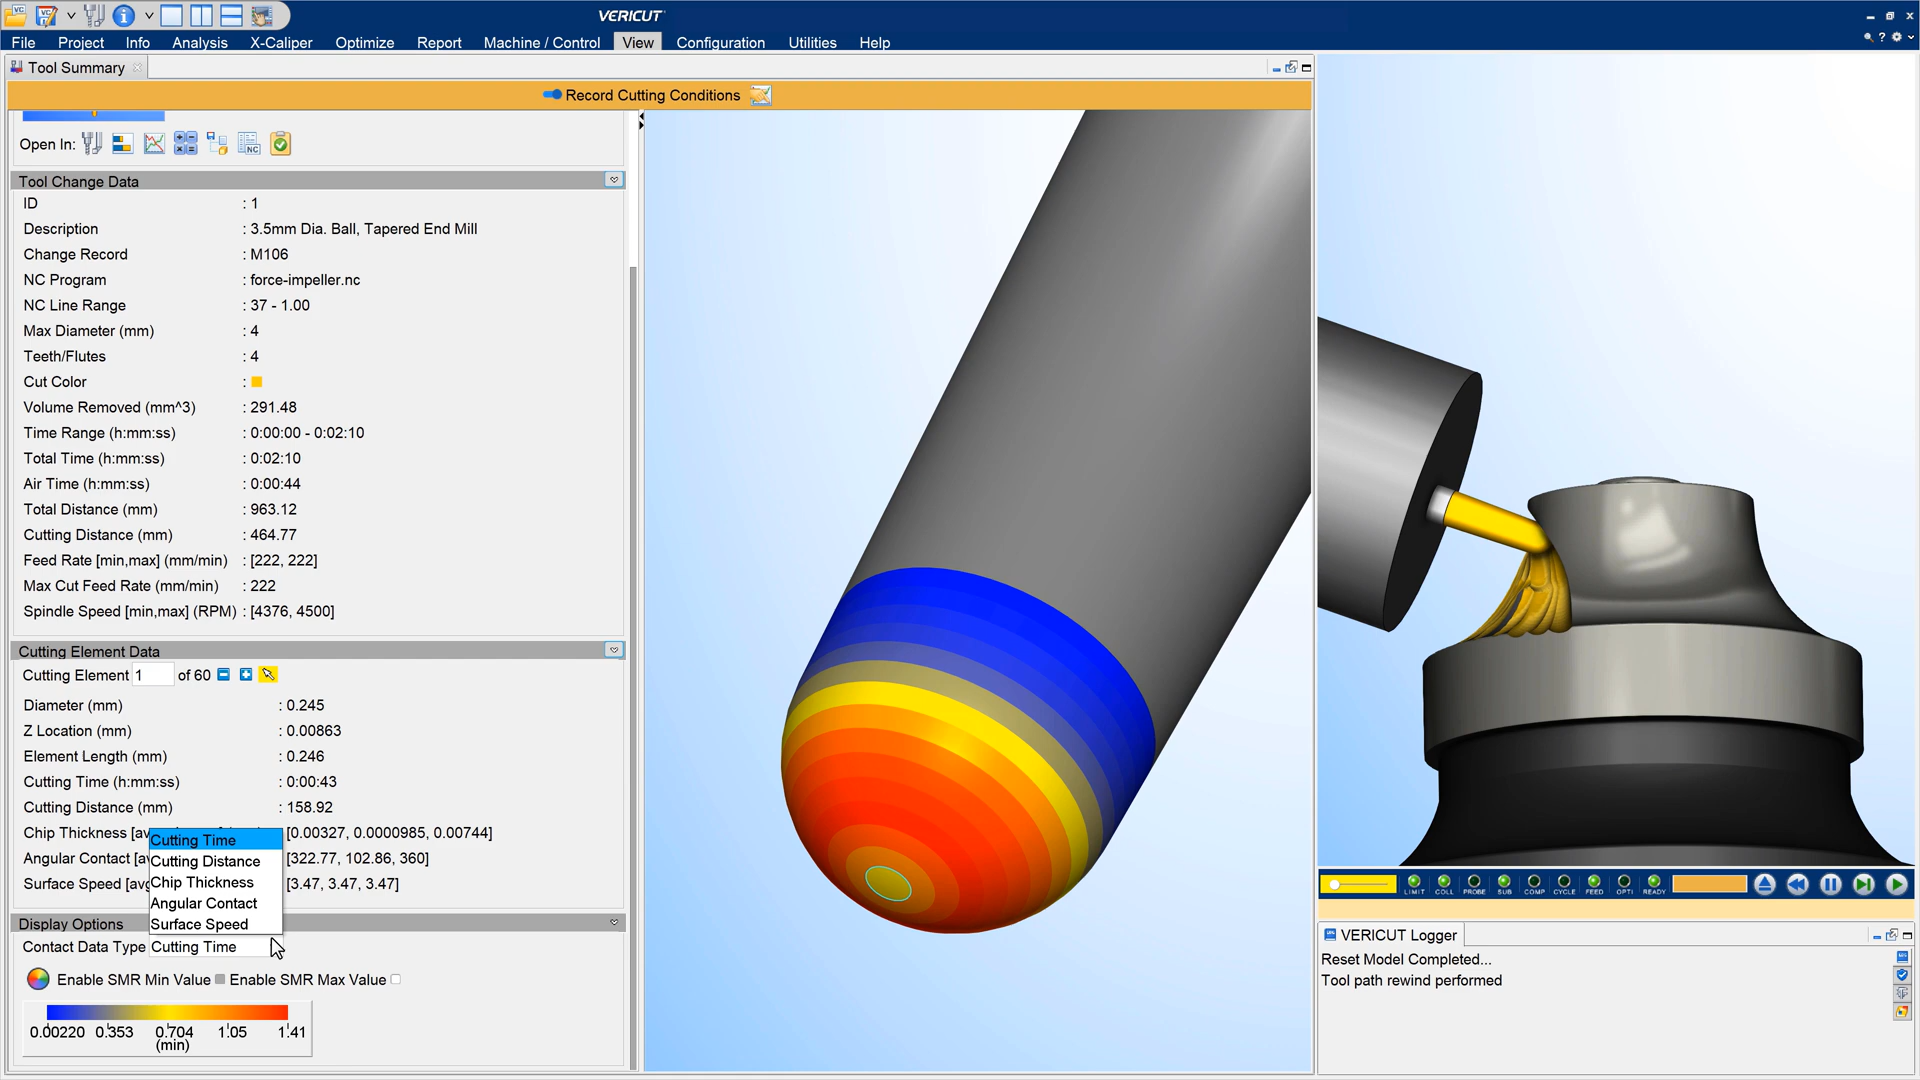 VERICUT
File Project Info Analysis X-Caliper Optimize Report Machine / Control View Configuration Utilities Help
Tool Summary
Record Cutting Conditions
Open In:
NC
Tool Change Data
ID : 1
Description : 3.5mm Dia. Ball, Tapered End Mill
Change Record : M106
NC Program : force-impeller.nc
NC Line Range : 37 - 1.00
Max Diameter (mm) : 4
Teeth/Flutes : 4
Cut Color :
Volume Removed (mm^3) : 291.48
Time Range (h:mm:ss) : 0:00:00 - 0:02:10
Total Time (h:mm:ss) : 0:02:10
Air Time (h:mm:ss) : 0:00:44
Total Distance (mm) : 963.12
Cutting Distance (mm) : 464.77
Feed Rate [min,max] (mm/min) : [222, 222]
Max Cut Feed Rate (mm/min) : 222
Spindle Speed [min,max] (RPM) : [4376, 4500]
Cutting Element Data
Cutting Element 1 of 60
Diameter (mm) : 0.245
Z Location (mm) : 0.00863
Element Length (mm) : 0.246
Cutting Time (h:mm:ss) : 0:00:43
Cutting Distance (mm) : 158.92
Chip Thickness [av [0.00327, 0.0000985, 0.00744]
Cutting Time
Angular Contact [av [322.77, 102.86, 360]
Cutting Distance
Chip Thickness
Surface Speed [avg [3.47, 3.47, 3.47]
Angular Contact
Surface Speed
Display Options
Contact Data Type Cutting Time
Enable SMR Min Value Enable SMR Max Value
0.00220 0.353 0.704 1.05 1.41
(min)
LIMIT COLL PROBE SUB COMP CYCLE FEED OPTI READY
VERICUT Logger
Reset Model Completed...
Tool path rewind performed